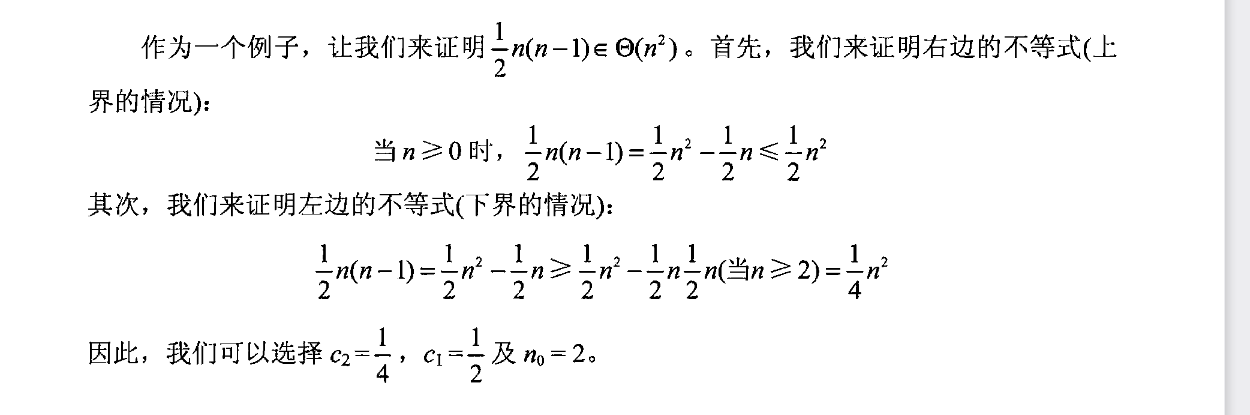 作为一个例子，让我们来证明$\frac{1}{2}n(n-1)\in\Theta(n^2)$。首先，我们来证明右边的不等式(上
界的情况)：
当$n\geqslant 0$时，$\frac{1}{2}n(n-1)=\frac{1}{2}n^2-\frac{1}{2}n\leqslant\frac{1}{2}n^2$
其次，我们来证明左边的不等式(下界的情况)：
$\frac{1}{2}n(n-1)=\frac{1}{2}n^2-\frac{1}{2}n\geqslant\frac{1}{2}n^2-\frac{1}{2}n\frac{1}{2}n(当n\geqslant 2)=\frac{1}{4}n^2$
因此，我们可以选择$c_2=\frac{1}{4}$，$c_1=\frac{1}{2}$及$n_0=2$。